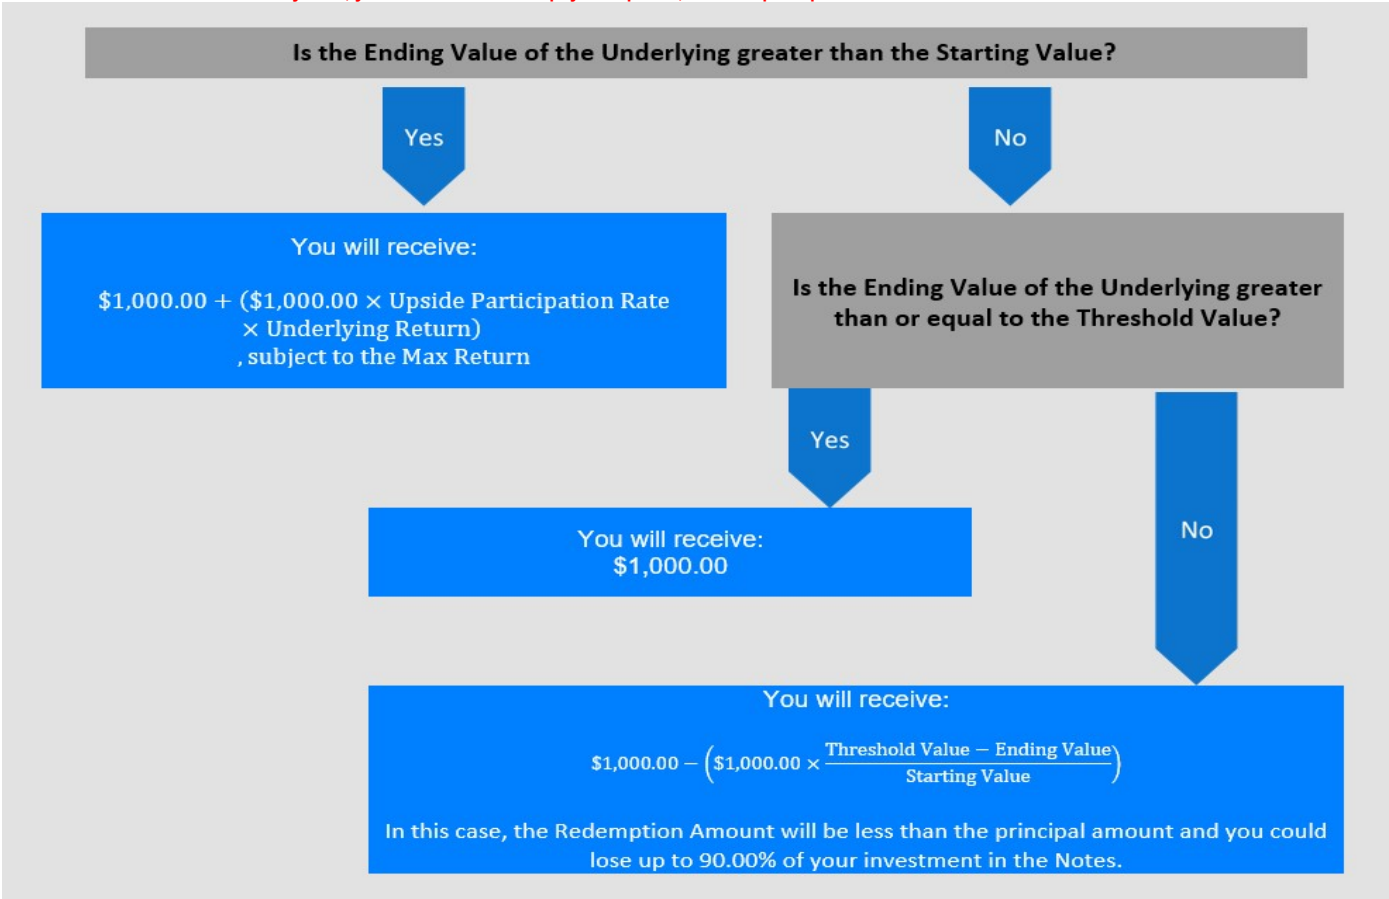 Is the Ending Value of the Underlying greater than the Starting Value?
Yes
No
You will receive:
$1,000.00 + ($1,000.00 × Upside Participation Rate
× Underlying Return)
, subject to the Max Return
Is the Ending Value of the Underlying greater
than or equal to the Threshold Value?
Yes
No
You will receive:
$1,000.00
You will receive:
$1,000.00 − ($1,000.00 × Threshold Value − Ending Value / Starting Value)
In this case, the Redemption Amount will be less than the principal amount and you could
lose up to 90.00% of your investment in the Notes.